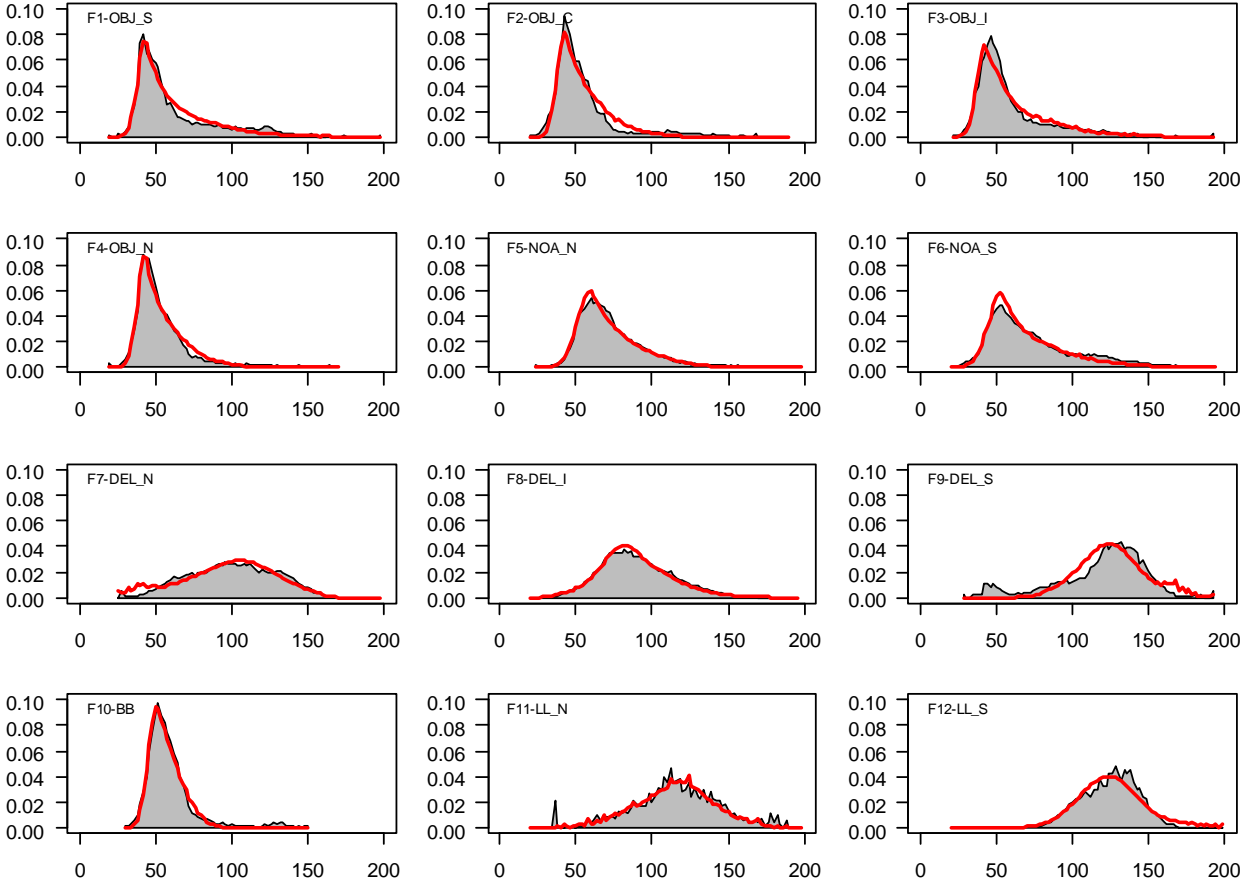 0.10 F1-OBJ_S 0.10 F2-OBJ_C 0.10 F3-OBJ_I
0.08 0.08 0.08
0.06 0.06 0.06
0.04 0.04 0.04
0.02 0.02 0.02
0.00 0.00 0.00
0 50 100 150 200 0 50 100 150 200 0 50 100 150 200
0.10 F4-OBJ_N 0.10 F5-NOA_N 0.10 F6-NOA_S
0.08 0.08 0.08
0.06 0.06 0.06
0.04 0.04 0.04
0.02 0.02 0.02
0.00 0.00 0.00
0 50 100 150 200 0 50 100 150 200 0 50 100 150 200
0.10 F7-DEL_N 0.10 F8-DEL_I 0.10 F9-DEL_S
0.08 0.08 0.08
0.06 0.06 0.06
0.04 0.04 0.04
0.02 0.02 0.02
0.00 0.00 0.00
0 50 100 150 200 0 50 100 150 200 0 50 100 150 200
0.10 F10-BB 0.10 F11-LL_N 0.10 F12-LL_S
0.08 0.08 0.08
0.06 0.06 0.06
0.04 0.04 0.04
0.02 0.02 0.02
0.00 0.00 0.00
0 50 100 150 200 0 50 100 150 200 0 50 100 150 200